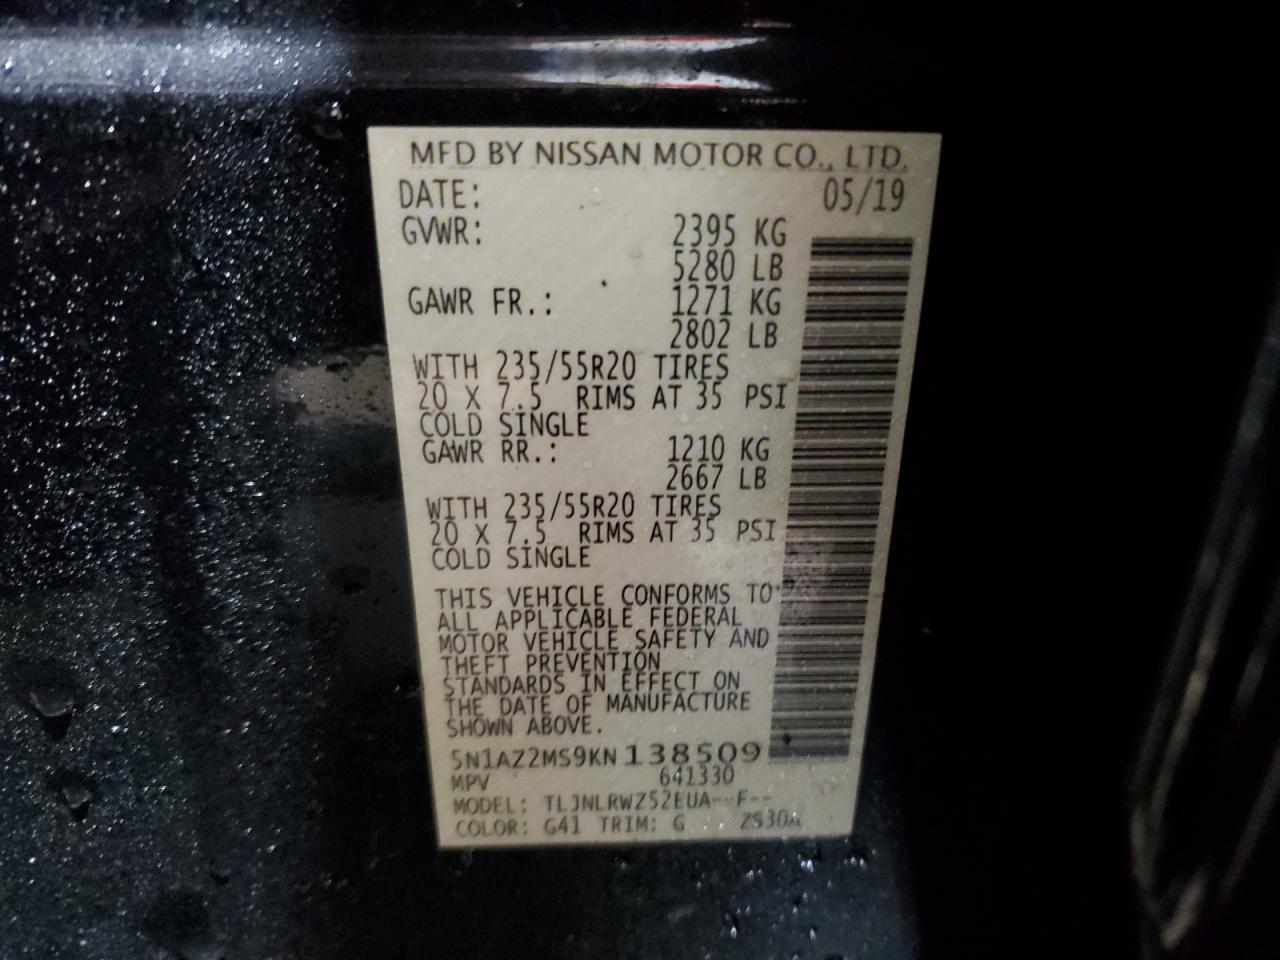 MFD BY NISSAN MOTOR CO., LTD.
DATE: 05/19
GVWR: 2395 KG
5280 LB
GAWR FR.: 1271 KG
2802 LB
WITH 235/55R20 TIRES
20 X 7.5 RIMS AT 35 PSI
COLD SINGLE
GAWR RR.: 1210 KG
2667 LB
WITH 235/55R20 TIRES
20 X 7.5 RIMS AT 35 PSI
COLD SINGLE
THIS VEHICLE CONFORMS TO
ALL APPLICABLE FEDERAL
MOTOR VEHICLE SAFETY AND
THEFT PREVENTION
STANDARDS IN EFFECT ON
THE DATE OF MANUFACTURE
SHOWN ABOVE.
5N1AZ2MS9KN138509
MPV 641330
MODEL: TLJNLRWZ52EUA--F--
COLOR: G41 TRIM: G ZS30A